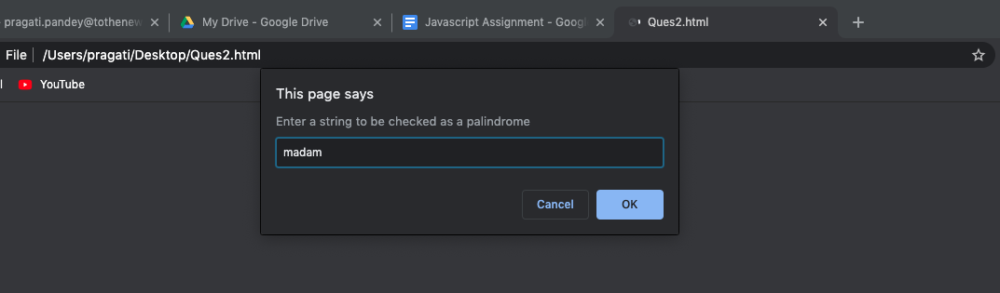 pragati.pandey@tothenew
My Drive - Google Drive
Javascript Assignment - Googl
Ques2.html
File
/Users/pragati/Desktop/Ques2.html
YouTube
This page says
Enter a string to be checked as a palindrome
madam
Cancel
OK